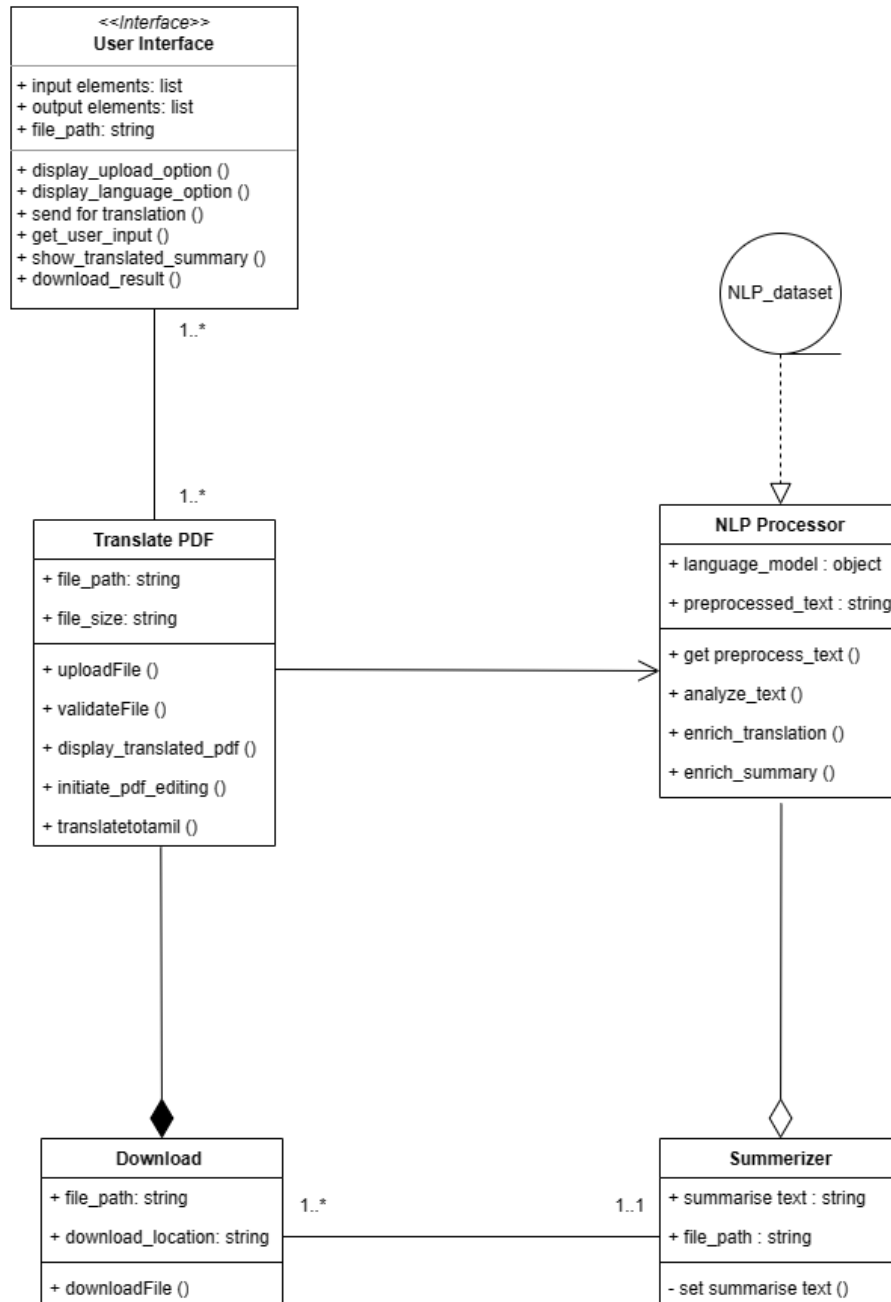 <<Interface>>
User Interface
+ input elements: list
+ output elements: list
+ file_path: string
+ display_upload_option ()
+ display_language_option ()
+ send for translation ()
+ get_user_input ()
+ show_translated_summary ()
+ download_result ()
1..*
NLP_dataset
1..*
Translate PDF
+ file_path: string
+ file_size: string
+ uploadFile ()
+ validateFile ()
+ display_translated_pdf ()
+ initiate_pdf_editing ()
+ translatetotamil ()
NLP Processor
+ language_model : object
+ preprocessed_text : string
+ get preprocess_text ()
+ analyze_text ()
+ enrich_translation ()
+ enrich_summary ()
Download
+ file_path: string
+ download_location: string
+ downloadFile ()
1..*
1..1
Summerizer
+ summarise text : string
+ file_path : string
- set summarise text ()